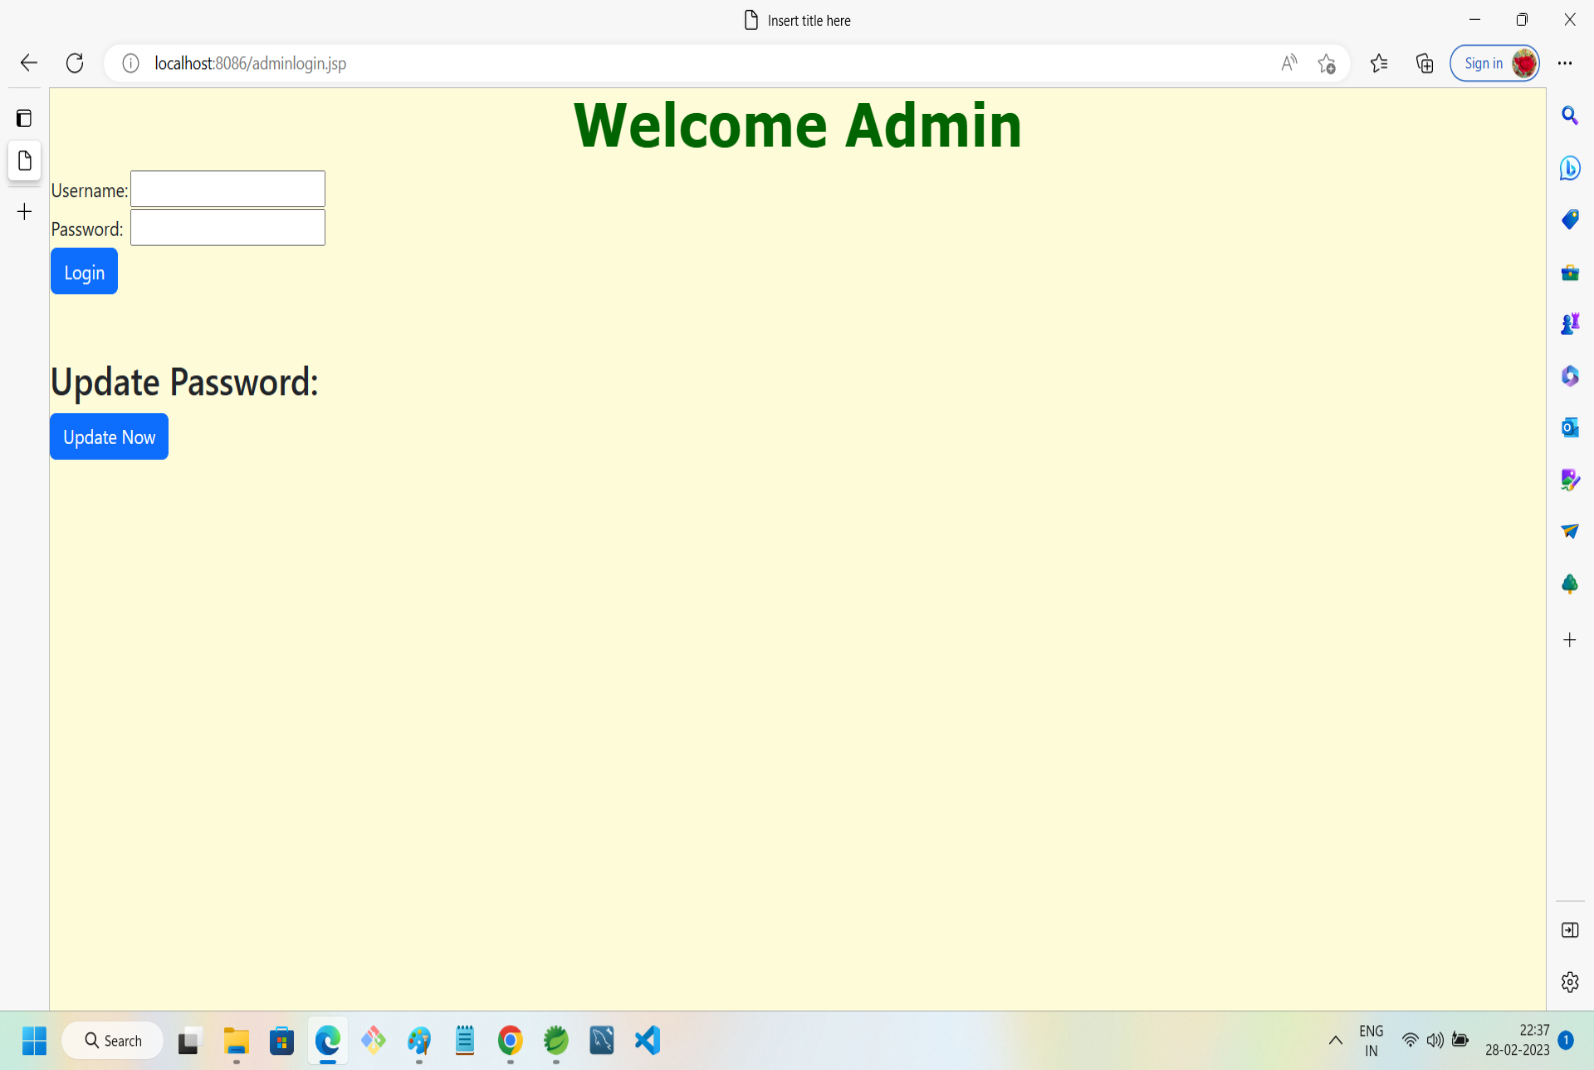 Insert title here
localhost:8086/adminlogin.jsp
Sign in
Welcome Admin
Username:
Password:
Login
Update Password:
Update Now
Search
ENG
IN
22:37
28-02-2023
1